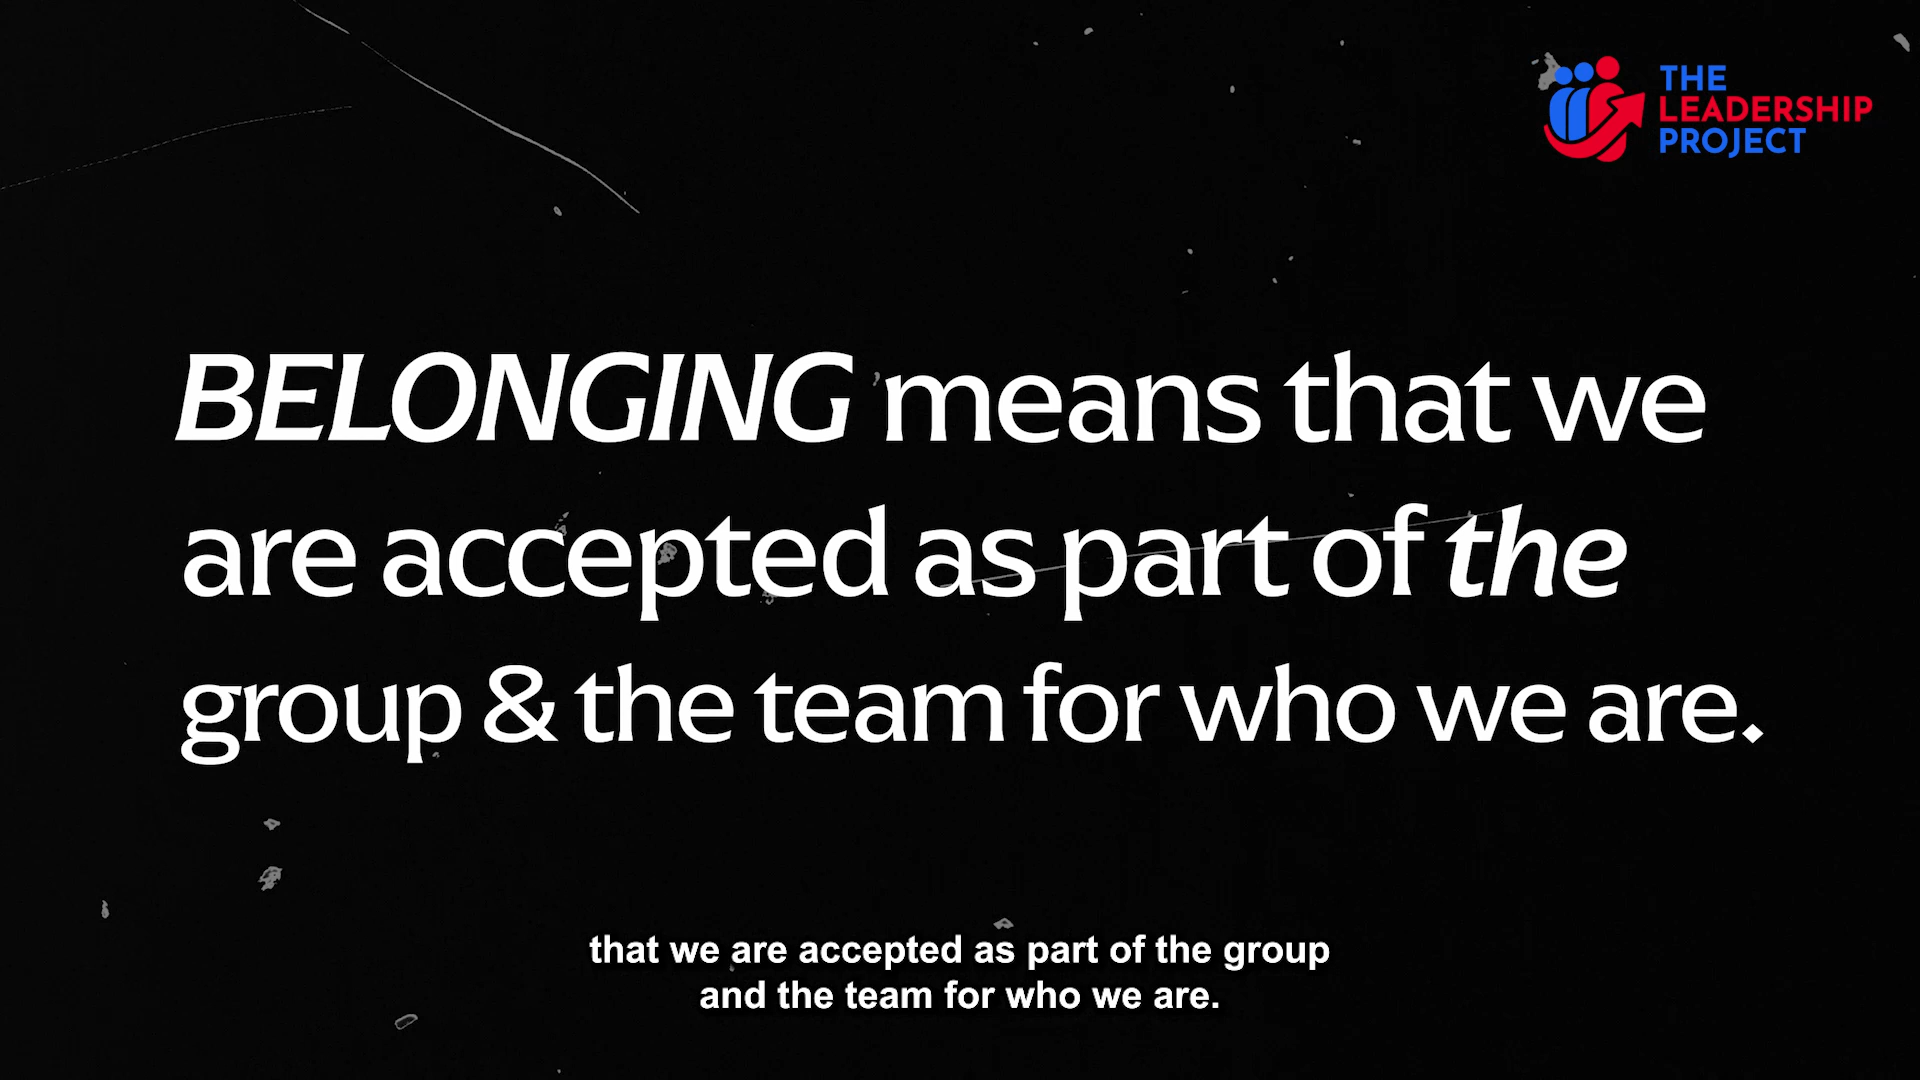 THE
LEADERSHIP
PROJECT
BELONGING means that we
are accepted as part of the
group & the team for who we are.
that we are accepted as part of the group
and the team for who we are.